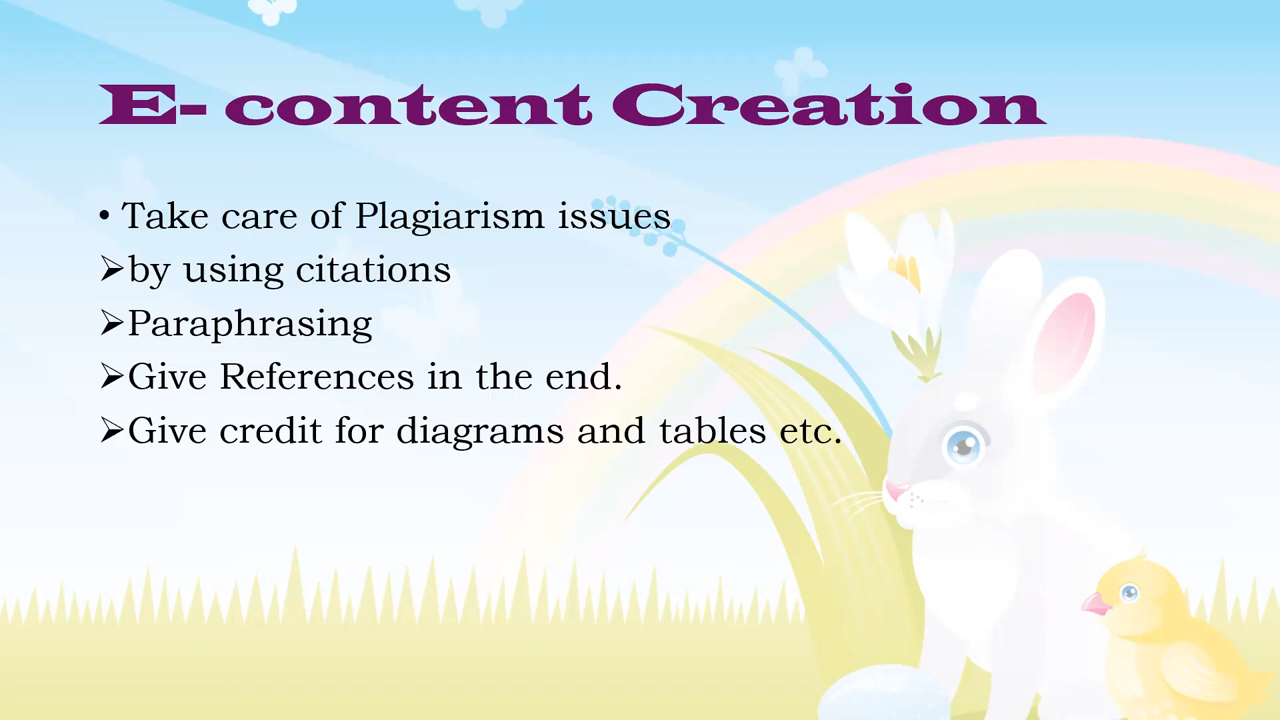 E- content Creation
• Take care of Plagiarism issues
➢by using citations
➢Paraphrasing
➢Give References in the end.
➢Give credit for diagrams and tables etc.